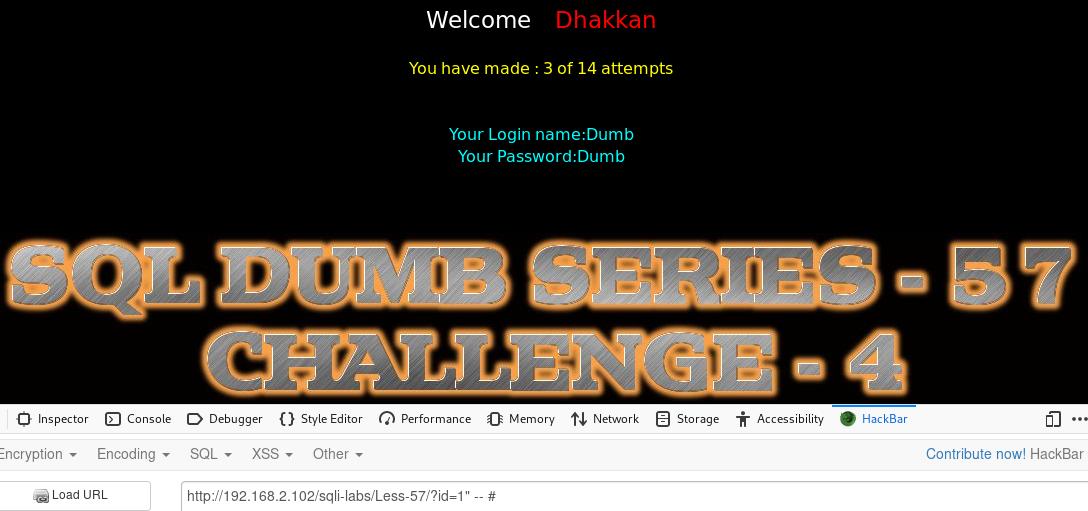 Welcome Dhakkan
You have made : 3 of 14 attempts
Your Login name:Dumb
Your Password:Dumb
SQL DUMB SERIES - 57
CHALLENGE - 4
Inspector Console Debugger Style Editor Performance Memory Network Storage Accessibility HackBar
Encryption Encoding SQL XSS Other Contribute now! HackBar
Load URL http://192.168.2.102/sqli-labs/Less-57/?id=1" -- #